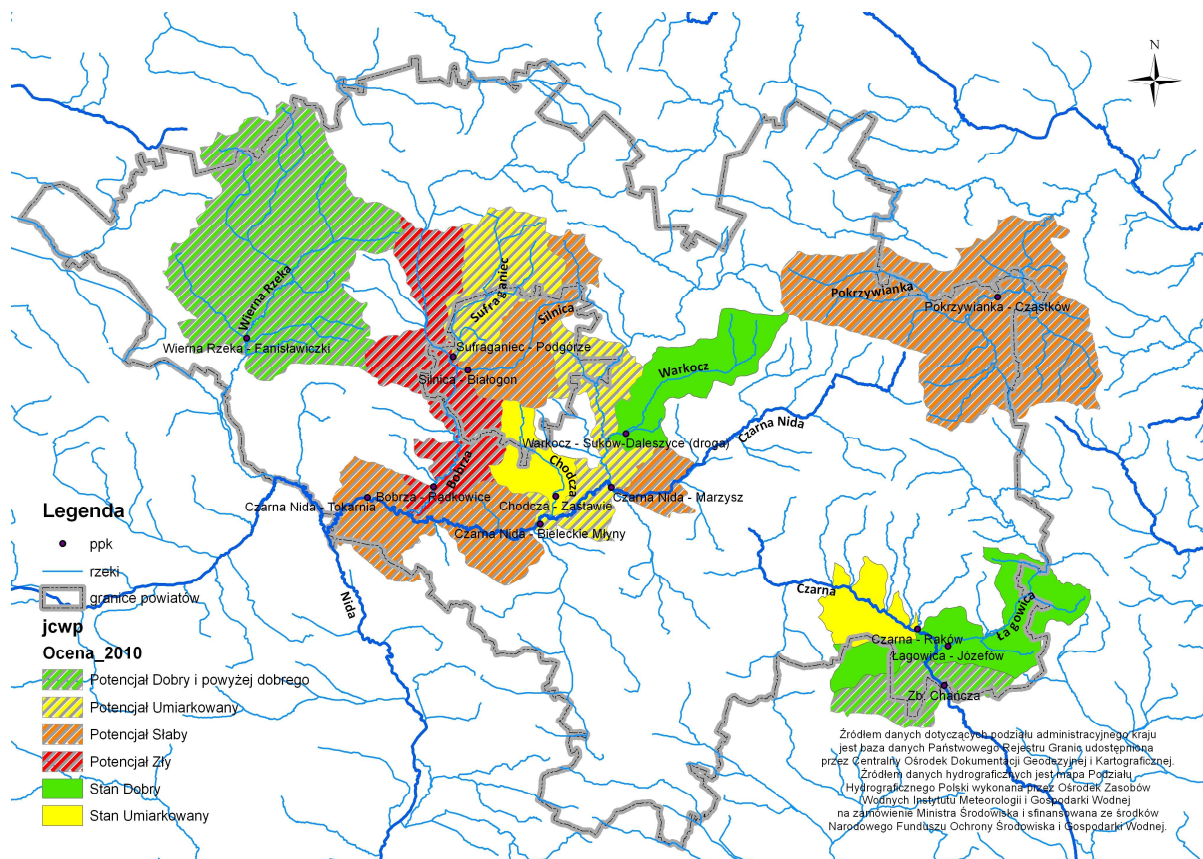 N
Wierna Rzeka
Wierna Rzeka - Fanisławiczki
Sufraganiec
Silnica
Sufraganiec - Podgórze
Silnica - Białogon
Pokrzywianka
Pokrzywianka - Cząstków
Warkocz
Warkocz - Suków-Daleszyce (droga)
Czarna Nida
Bobrza
Chodcza
Bobrza - Radkowice
Czarna Nida - Tokarnia
Chodcza - Zastawie
Czarna Nida - Marzysz
Czarna Nida - Bieleckie Młyny
Nida
Czarna
Łagowica
Czarna - Raków
Łagowica - Józefów
Zb. Chańcza
Legenda
ppk
rzeki
granice powiatów
jcwp
Ocena_2010
Potencjał Dobry i powyżej dobrego
Potencjał Umiarkowany
Potencjał Słaby
Potencjał Zły
Stan Dobry
Stan Umiarkowany
Źródłem danych dotyczących podziału administracyjnego kraju
jest baza danych Państwowego Rejestru Granic udostępniona
przez Centralny Ośrodek Dokumentacji Geodezyjnej i Kartograficznej.
Źródłem danych hydrograficznych jest mapa Podziału
Hydrograficznego Polski wykonana przez Ośrodek Zasobów
Wodnych Instytutu Meteorologii i Gospodarki Wodnej
na zamówienie Ministra Środowiska i sfinansowana ze środków
Narodowego Funduszu Ochrony Środowiska i Gospodarki Wodnej.